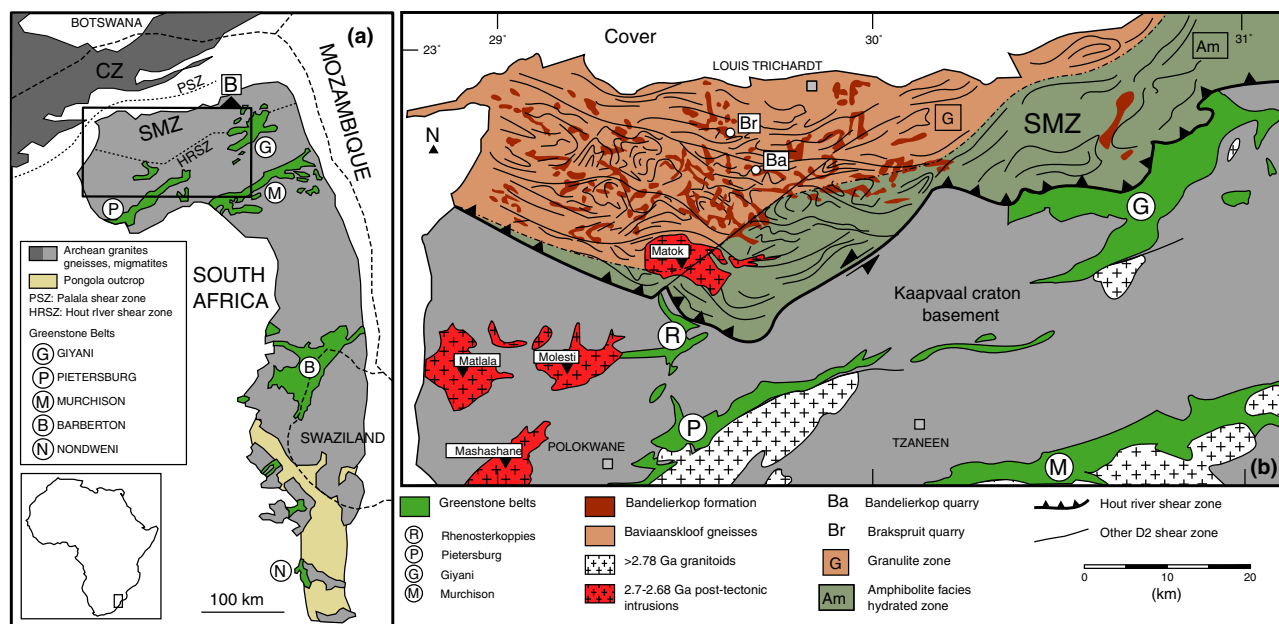 BOTSWANA
(a)
CZ
MOZAMBIQUE
PSZ
B
SMZ
HRSZ
G
M
P
Archean granites
gneisses, migmatites
Pongola outcrop
PSZ: Palala shear zone
HRSZ: Hout river shear zone
Greenstone Belts
G GIYANI
P PIETERSBURG
M MURCHISON
B BARBERTON
N NONDWENI
SOUTH
AFRICA
B
SWAZILAND
N
100 km
29
Cover
30
31
23°
LOUIS TRICHARDT
Am
N
Br
G
SMZ
Ba
G
Matok
Kaapvaal craton
basement
R
Matlala
Molesti
P
Mashashane
POLOKWANE
TZANEEN
M
(b)
Greenstone belts
R Rhenosterkoppies
P Pietersburg
G Giyani
M Murchison
Bandelierkop formation
Baviaanskloof gneisses
>2.78 Ga granitoids
2.7-2.68 Ga post-tectonic
intrusions
Ba Bandelierkop quarry
Br Brakspruit quarry
G Granulite zone
Am Amphibolite facies
hydrated zone
Hout river shear zone
Other D2 shear zone
0 10 20
(km)